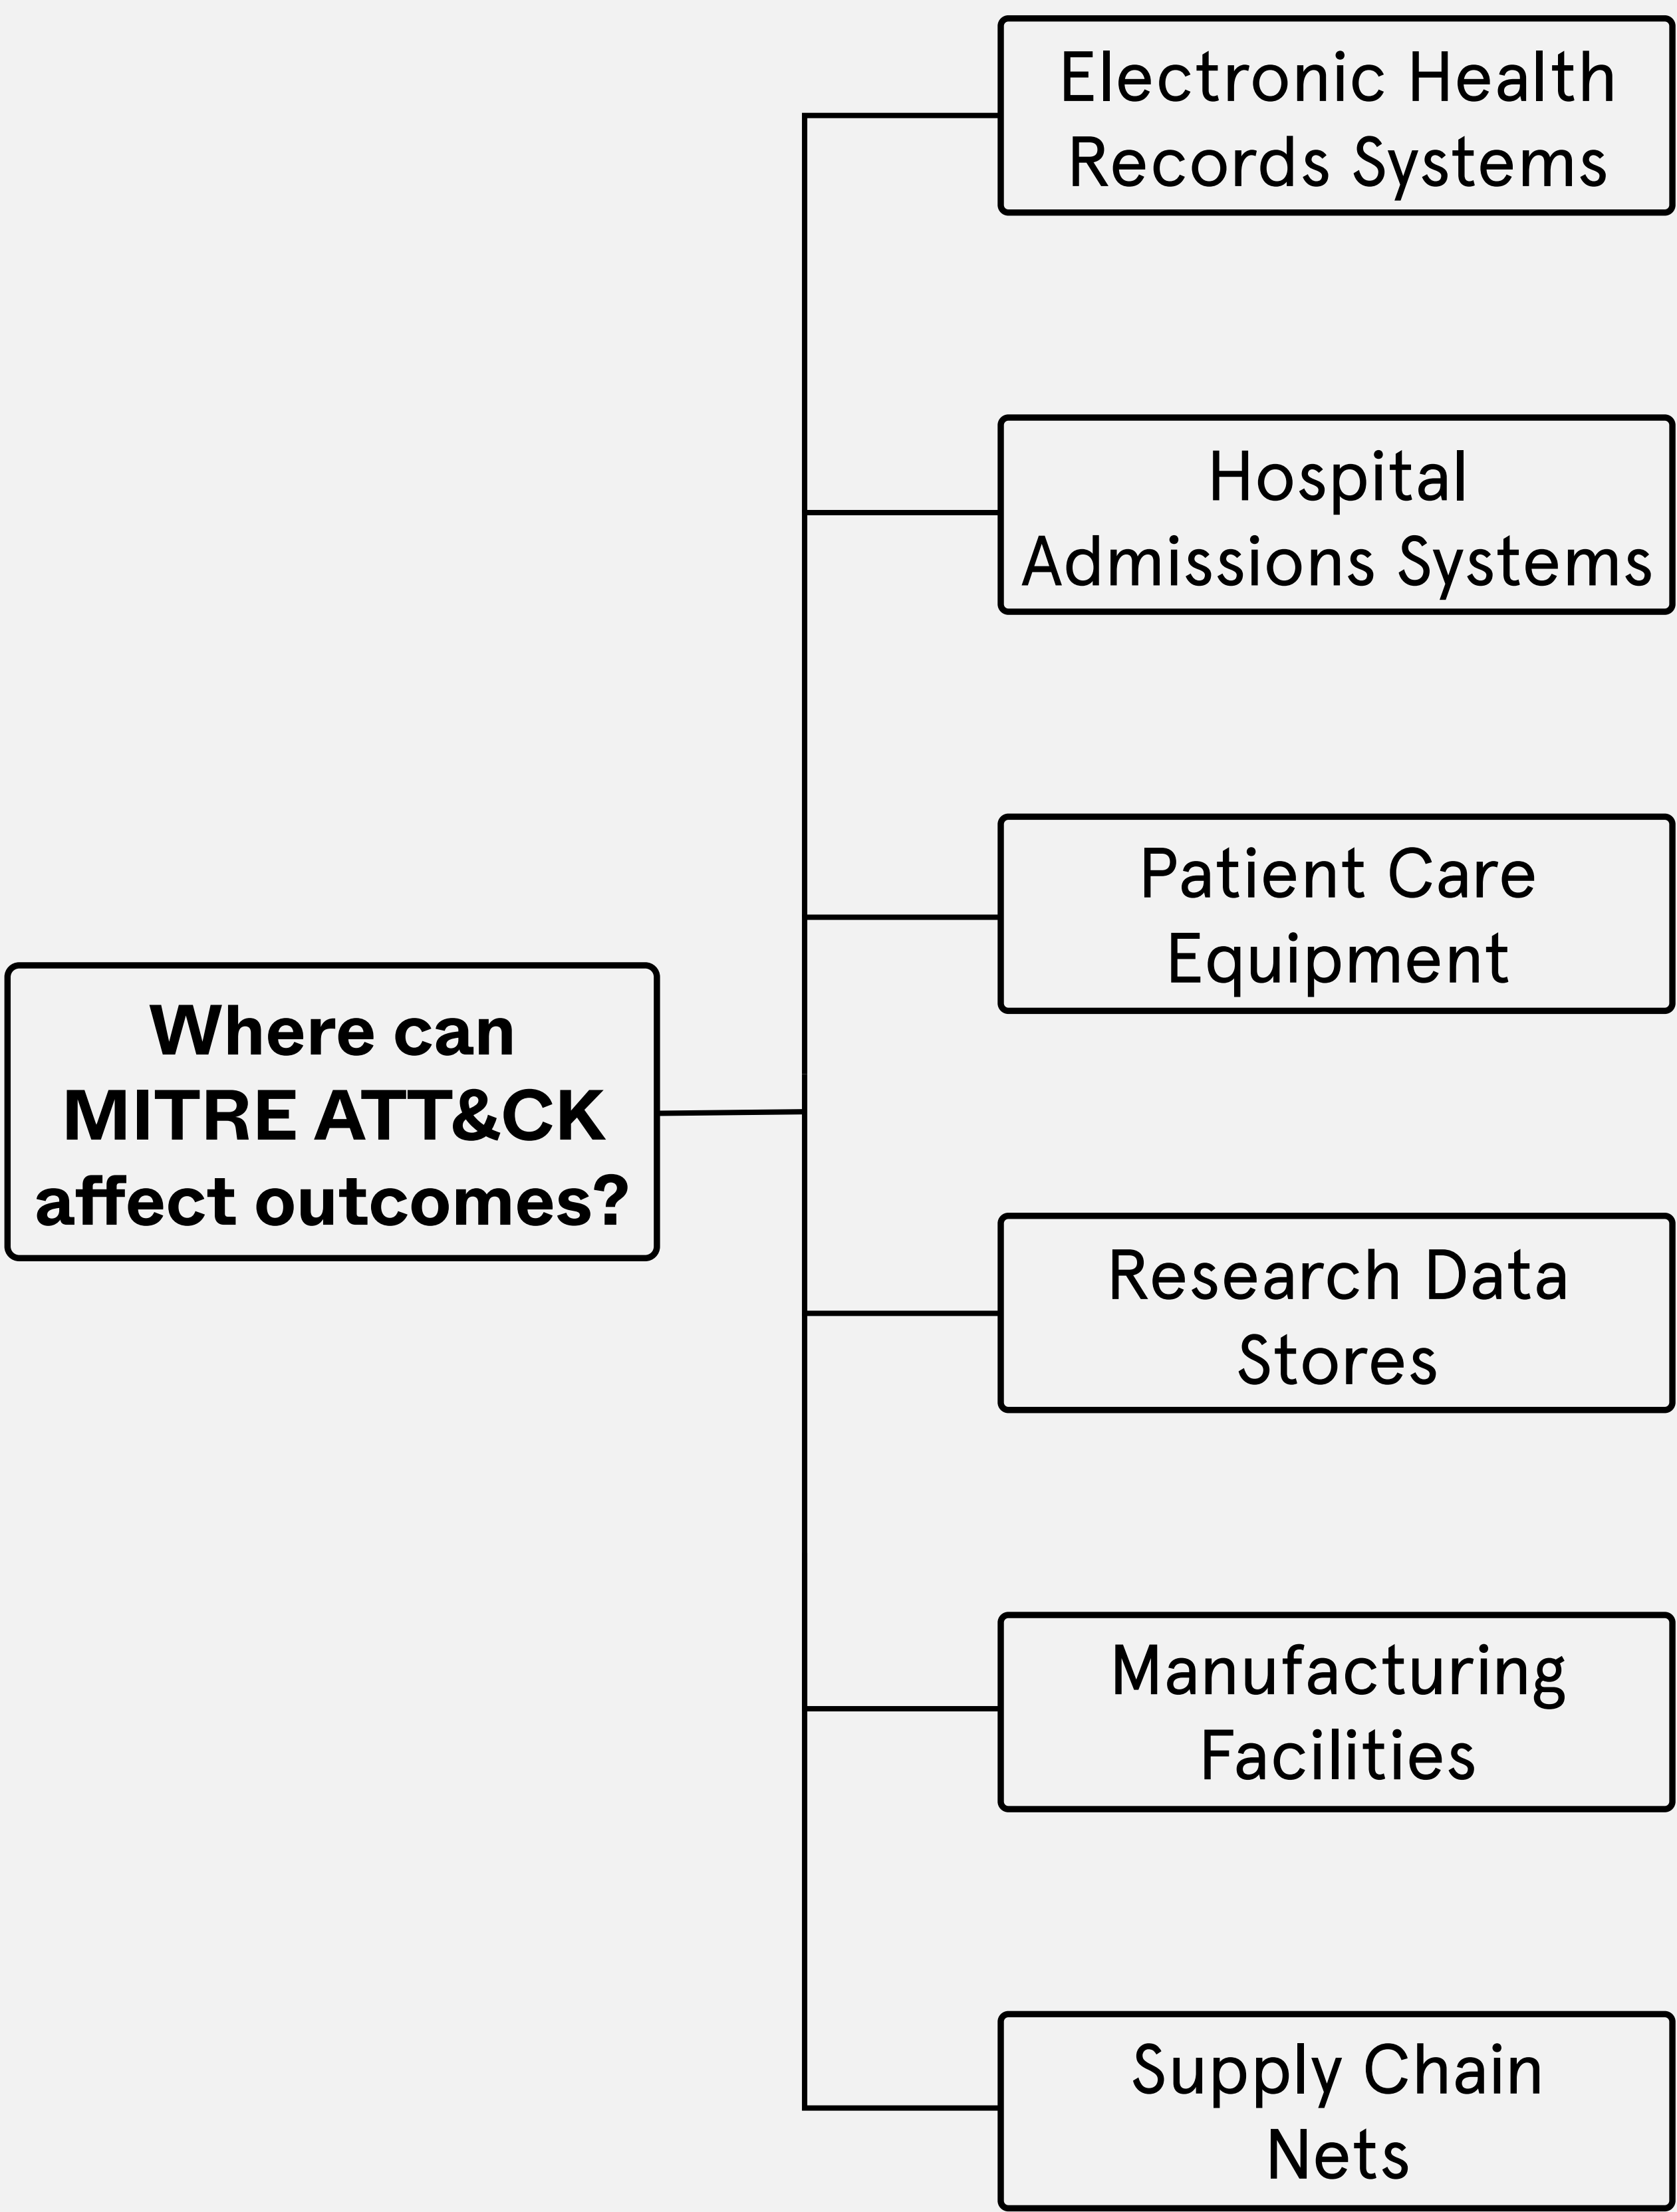 Electronic Health
Records Systems
Hospital
Admissions Systems
Patient Care
Equipment
Where can
MITRE ATT&CK
affect outcomes?
Research Data
Stores
Manufacturing
Facilities
Supply Chain
Nets